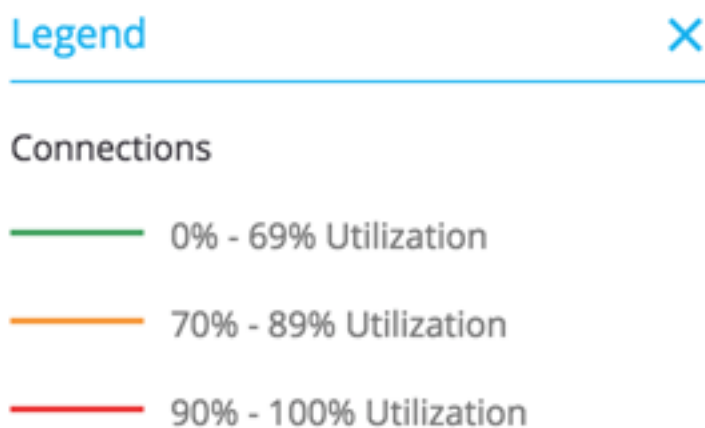 Legend
Connections
0% - 69% Utilization
70% - 89% Utilization
90% - 100% Utilization